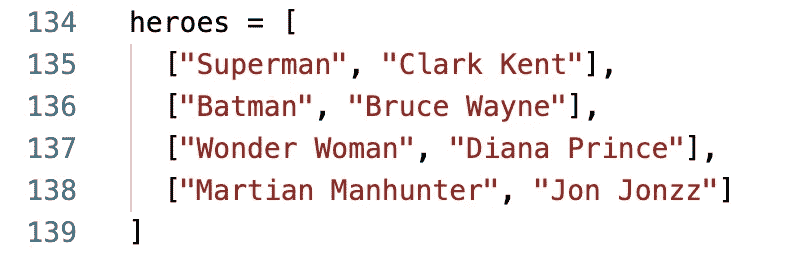 134 heroes = [
135 ["Superman", "Clark Kent"],
136 ["Batman", "Bruce Wayne"],
137 ["Wonder Woman", "Diana Prince"],
138 ["Martian Manhunter", "Jon Jonzz"]
139 ]